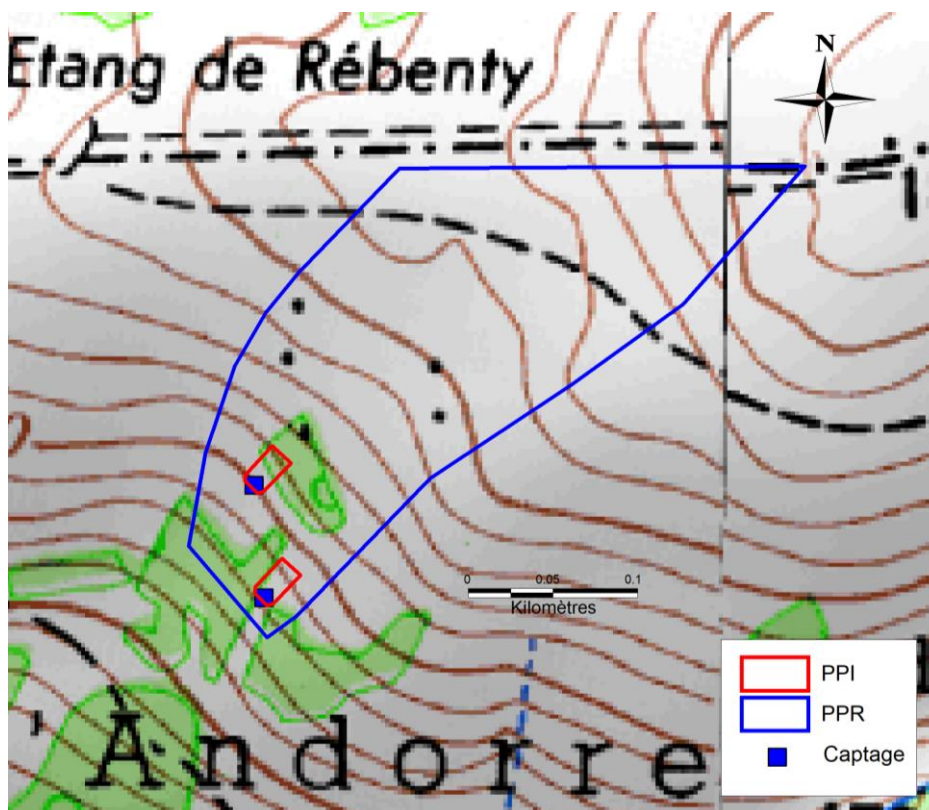 N
Etang de Rébenty
0 0.05 0.1
Kilomètres
PPI
PPR
Captage
'Andorre